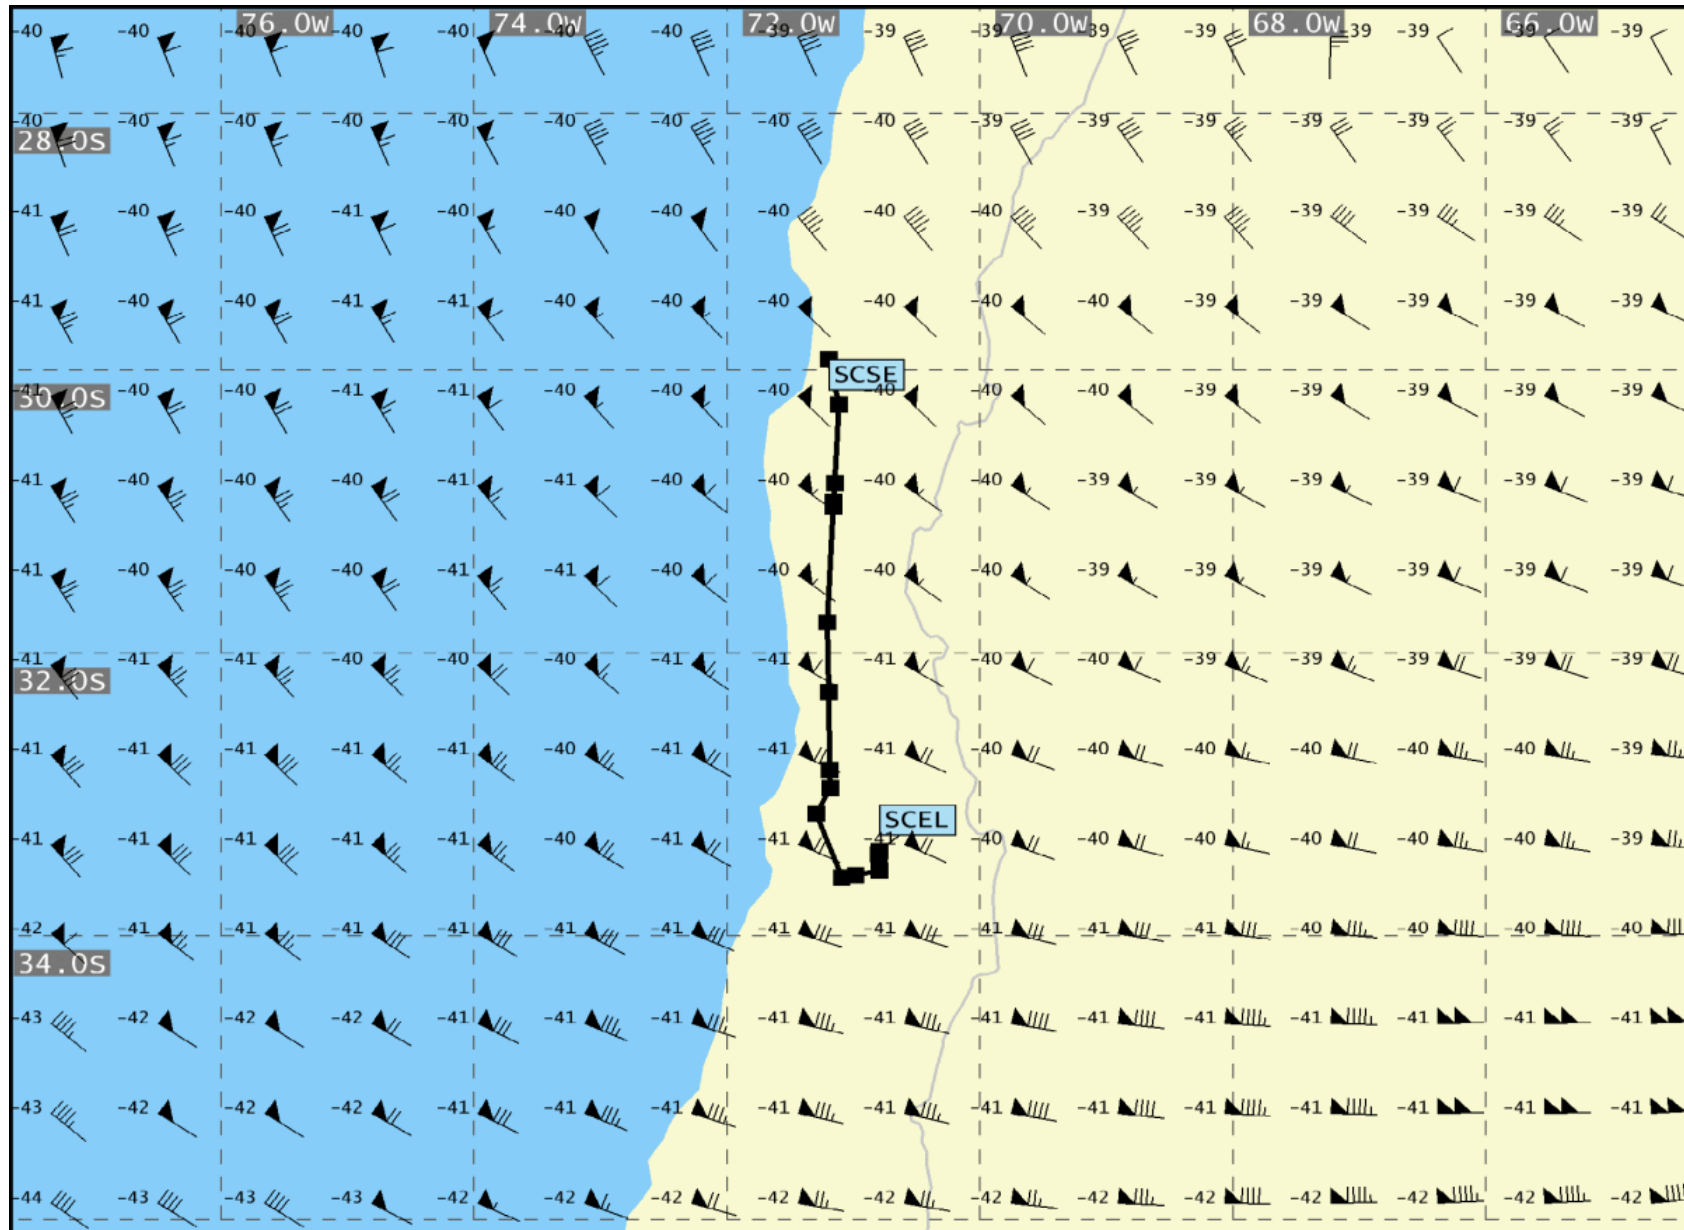 -40 -40 -40 76.0W -40 -40 74.0W -40 -40 72.0W -39 -39 -39 70.0W -39 -39 68.0W -39 -39 -39 66.0W -39
-40 -40 -40 -40 -40 -40 -40 -40 -40 -39 -39 -39 -39 -39 -39 -39
28.0S
-41 -40 -40 -41 -40 -40 -40 -40 -40 -40 -39 -39 -39 -39 -39 -39
-41 -40 -40 -41 -41 -40 -40 -40 -40 -40 -40 -39 -39 -39 -39 -39
SCSE
-41 -40 -40 -41 -40 -40 -40 -40 -40 -40 -40 -39 -39 -39 -39 -39
30.0S
-41 -40 -40 -40 -41 -41 -40 -40 -40 -40 -39 -39 -39 -39 -39 -39
-41 -40 -40 -40 -41 -41 -40 -40 -40 -40 -39 -39 -39 -39 -39 -39
-41 -41 -41 -40 -40 -40 -40 -41 -41 -40 -40 -39 -39 -39 -39 -39
32.0S
-41 -41 -41 -41 -41 -40 -41 -41 -41 -40 -40 -40 -40 -40 -40 -39
SCEL
-41 -41 -41 -41 -41 -40 -40 -41 -41 -40 -40 -40 -40 -40 -40 -39
-42 -41 -41 -41 -41 -41 -41 -41 -41 -41 -41 -41 -40 -40 -40 -40
34.0S
-43 -42 -42 -42 -41 -41 -41 -41 -41 -41 -41 -41 -41 -41 -41 -41
-43 -42 -42 -42 -41 -41 -41 -41 -41 -41 -41 -41 -41 -41 -41 -41
-44 -43 -43 -43 -42 -42 -42 -42 -42 -42 -42 -42 -42 -42 -42 -42